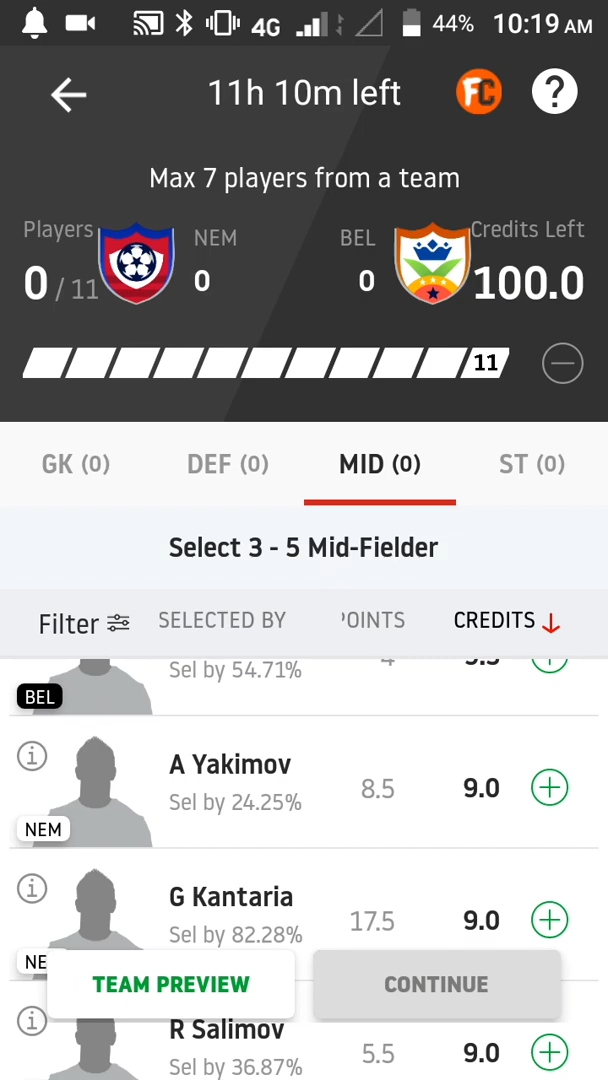 4G 44% 10:19 AM
11h 10m left FC ?
Max 7 players from a team
Players NEM BEL Credits Left
0 / 11 0 0 100.0
11
GK (0) DEF (0) MID (0) ST (0)
Select 3 - 5 Mid-Fielder
Filter SELECTED BY POINTS CREDITS
Sel by 54.71%
BEL
A Yakimov
Sel by 24.25% 8.5 9.0
NEM
G Kantaria
Sel by 82.28% 17.5 9.0
NE
TEAM PREVIEW CONTINUE
R Salimov
Sel by 36.87% 5.5 9.0